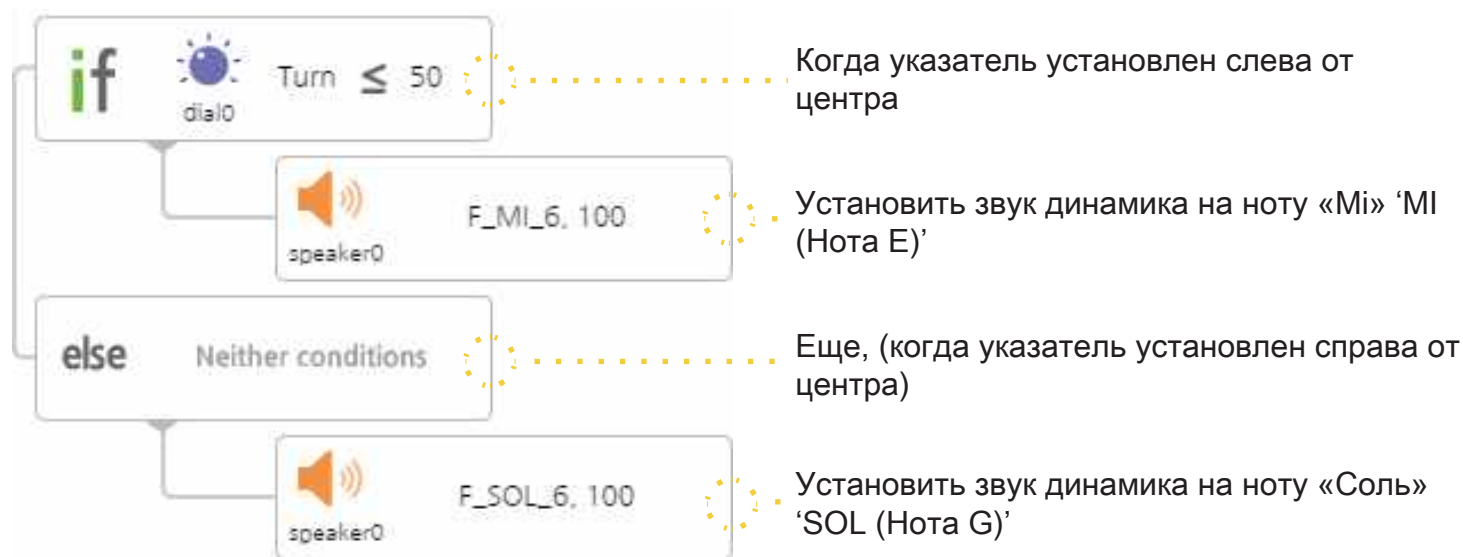 if
Turn ≤ 50
dial0
Когда указатель установлен слева от
центра
F_MI_6, 100
speaker0
Установить звук динамика на ноту «Mi» ‘MI
(Нота E)’
else
Neither conditions
Еще, (когда указатель установлен справа от
центра)
F_SOL_6, 100
speaker0
Установить звук динамика на ноту «Соль»
‘SOL (Нота G)’